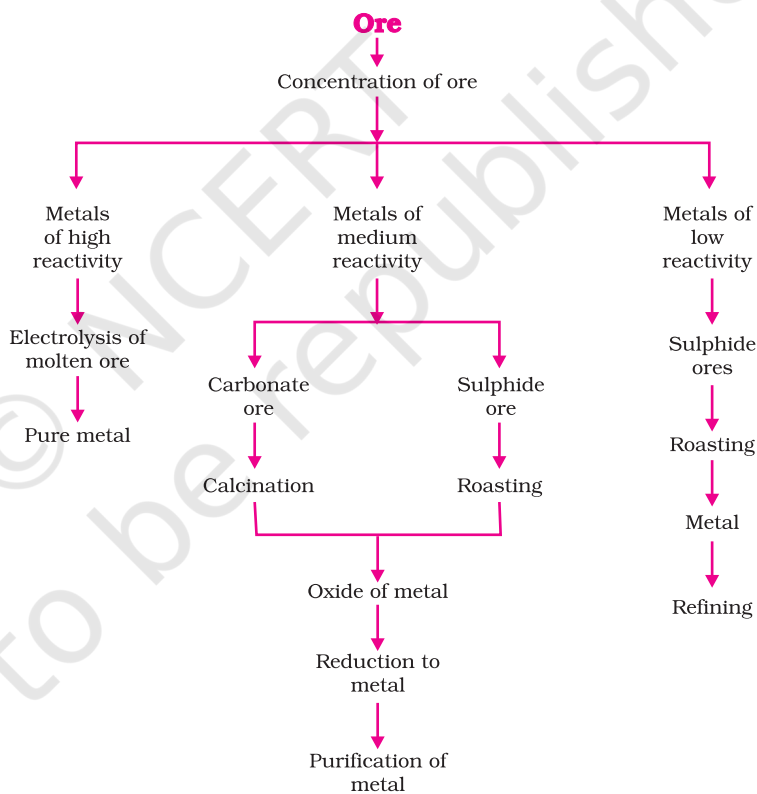 Ore
Concentration of ore
Metals
of high
reactivity
Electrolysis of
molten ore
Pure metal
Metals of
medium
reactivity
Carbonate
ore
Calcination
Sulphide
ore
Roasting
Oxide of metal
Reduction to
metal
Purification of
metal
Metals of
low
reactivity
Sulphide
ores
Roasting
Metal
Refining
© NCERT
to be republishe